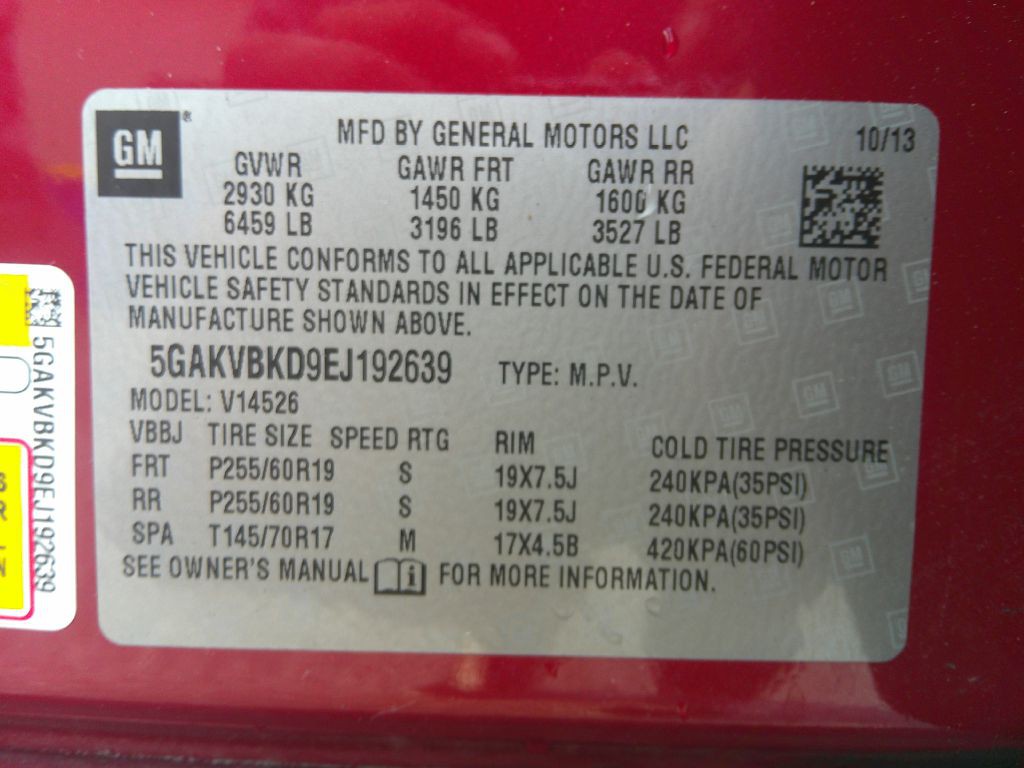 GM
MFD BY GENERAL MOTORS LLC 10/13
GVWR GAWR FRT GAWR RR
2930 KG 1450 KG 1600 KG
6459 LB 3196 LB 3527 LB
THIS VEHICLE CONFORMS TO ALL APPLICABLE U.S. FEDERAL MOTOR
VEHICLE SAFETY STANDARDS IN EFFECT ON THE DATE OF
MANUFACTURE SHOWN ABOVE.
5GAKVBKD9EJ192639 TYPE: M.P.V.
MODEL: V14526
VBBJ TIRE SIZE SPEED RTG RIM COLD TIRE PRESSURE
FRT P255/60R19 S 19X7.5J 240KPA(35PSI)
RR P255/60R19 S 19X7.5J 240KPA(35PSI)
SPA T145/70R17 M 17X4.5B 420KPA(60PSI)
SEE OWNER'S MANUAL i FOR MORE INFORMATION.
5GAKVBKD9EJ192639